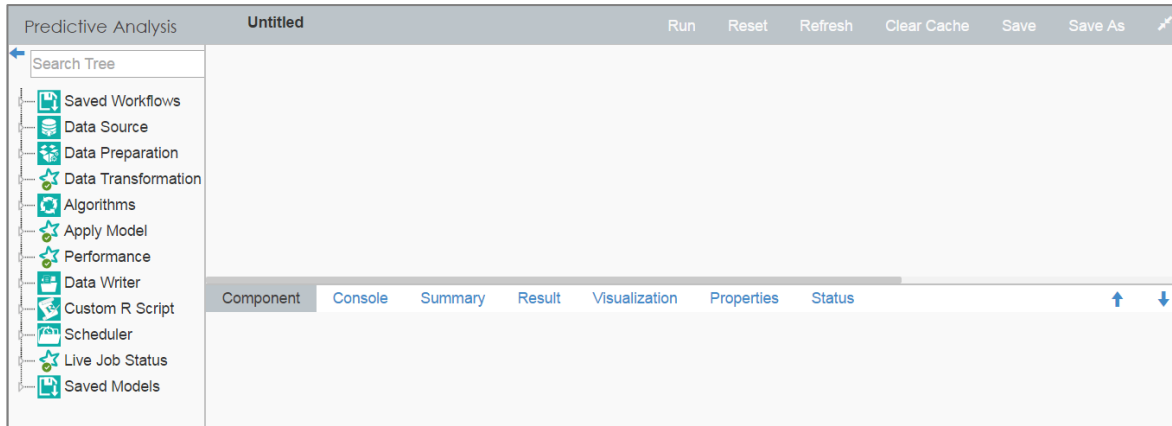 Predictive Analysis
Untitled
Run Reset Refresh Clear Cache Save Save As
Search Tree
Saved Workflows
Data Source
Data Preparation
Data Transformation
Algorithms
Apply Model
Performance
Data Writer
Custom R Script
Scheduler
Live Job Status
Saved Models
Component Console Summary Result Visualization Properties Status